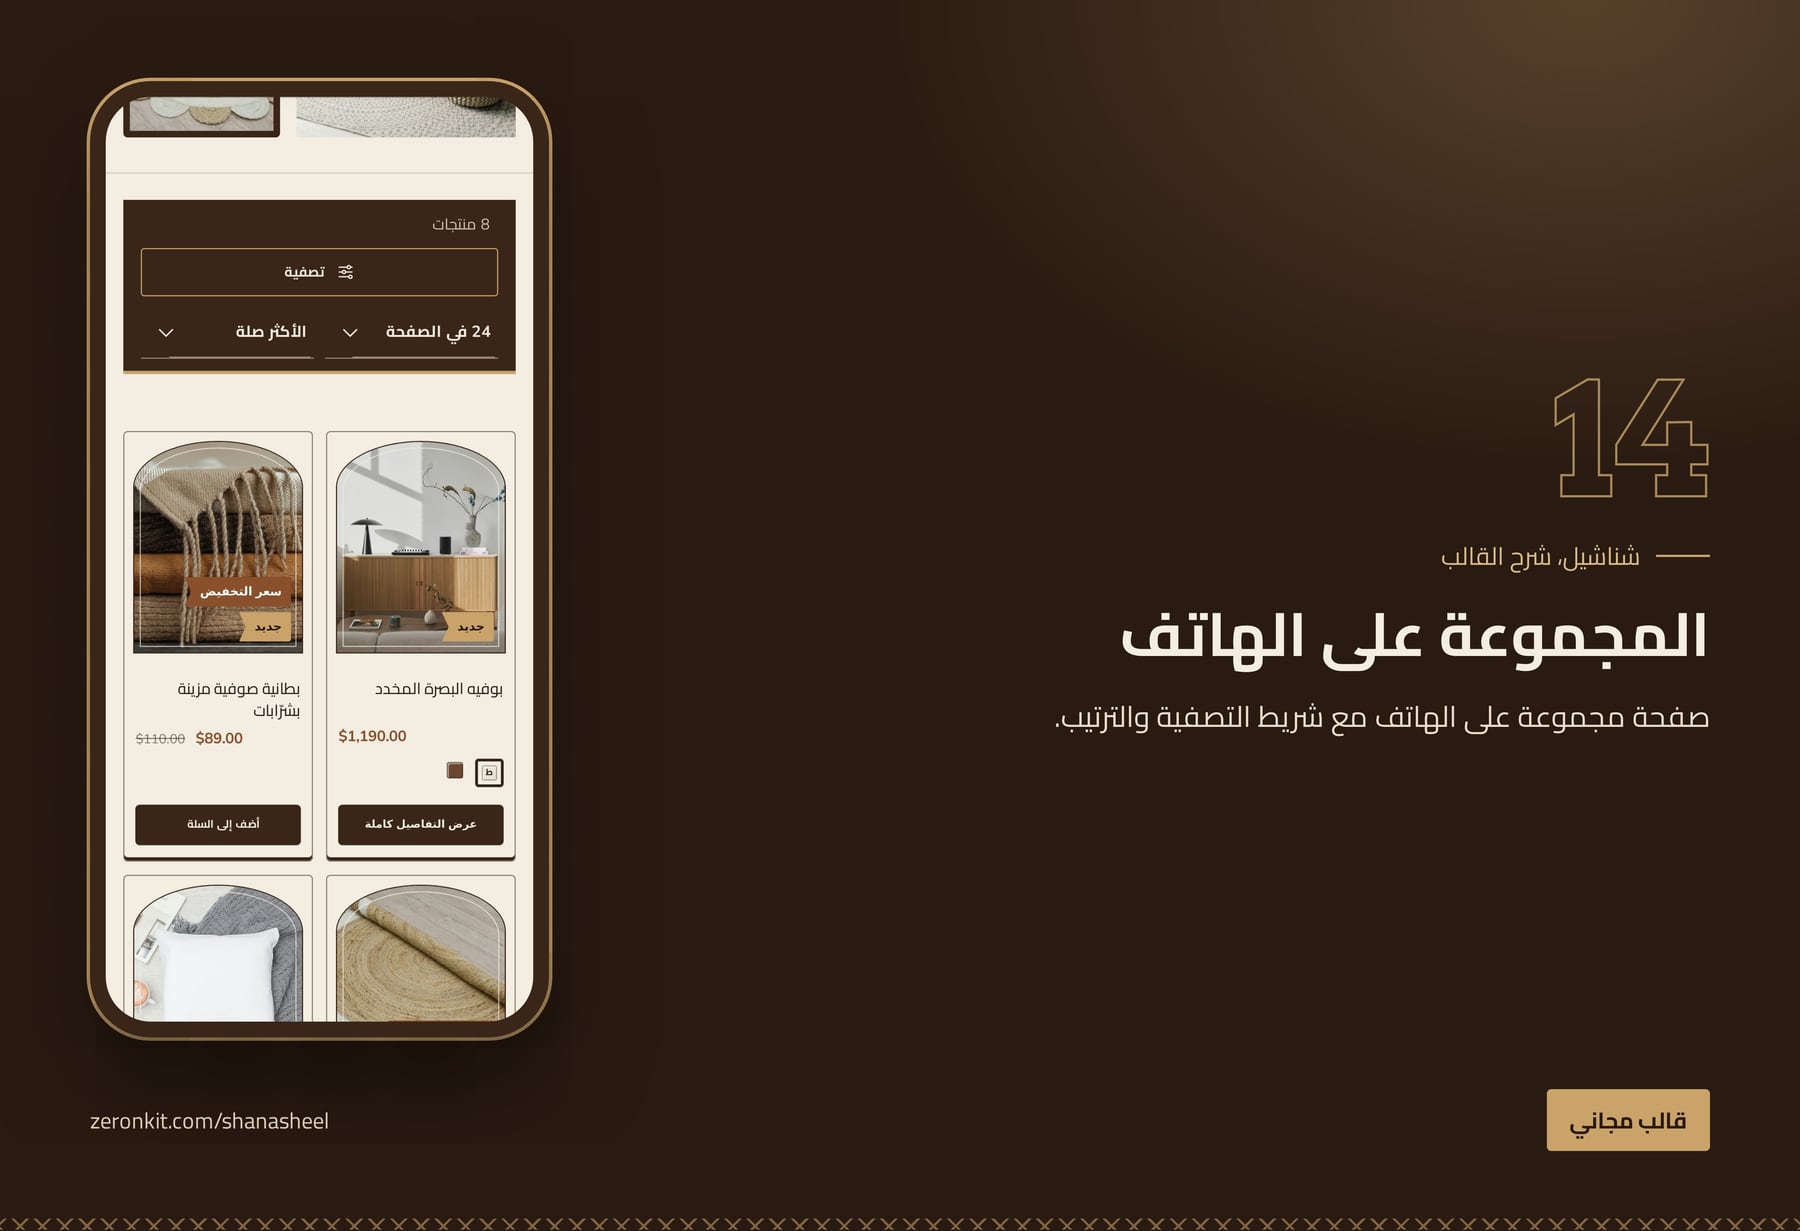 14
شناشيل، شرح القالب
المجموعة على الهاتف
صفحة مجموعة على الهاتف مع شريط التصفية والترتيب.
8 منتجات
تصفية
24 في الصفحة
الأكثر صلة
جديد
بوفيه البصرة المخدد
$1,190.00
ط
عرض التفاصيل كاملة
سعر التخفيض
جديد
بطانية صوفية مزينة
بشرّابات
$89.00 $110.00
أضف إلى السلة
قالب مجاني
zeronkit.com/shanasheel